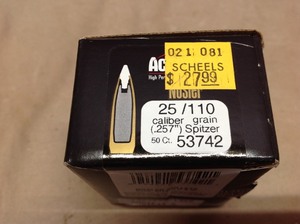 021 081
SCHEELS
$27.99
AC
High Per
Nosler
25/110
caliber grain
(.257") Spitzer
50 Ct. 53742